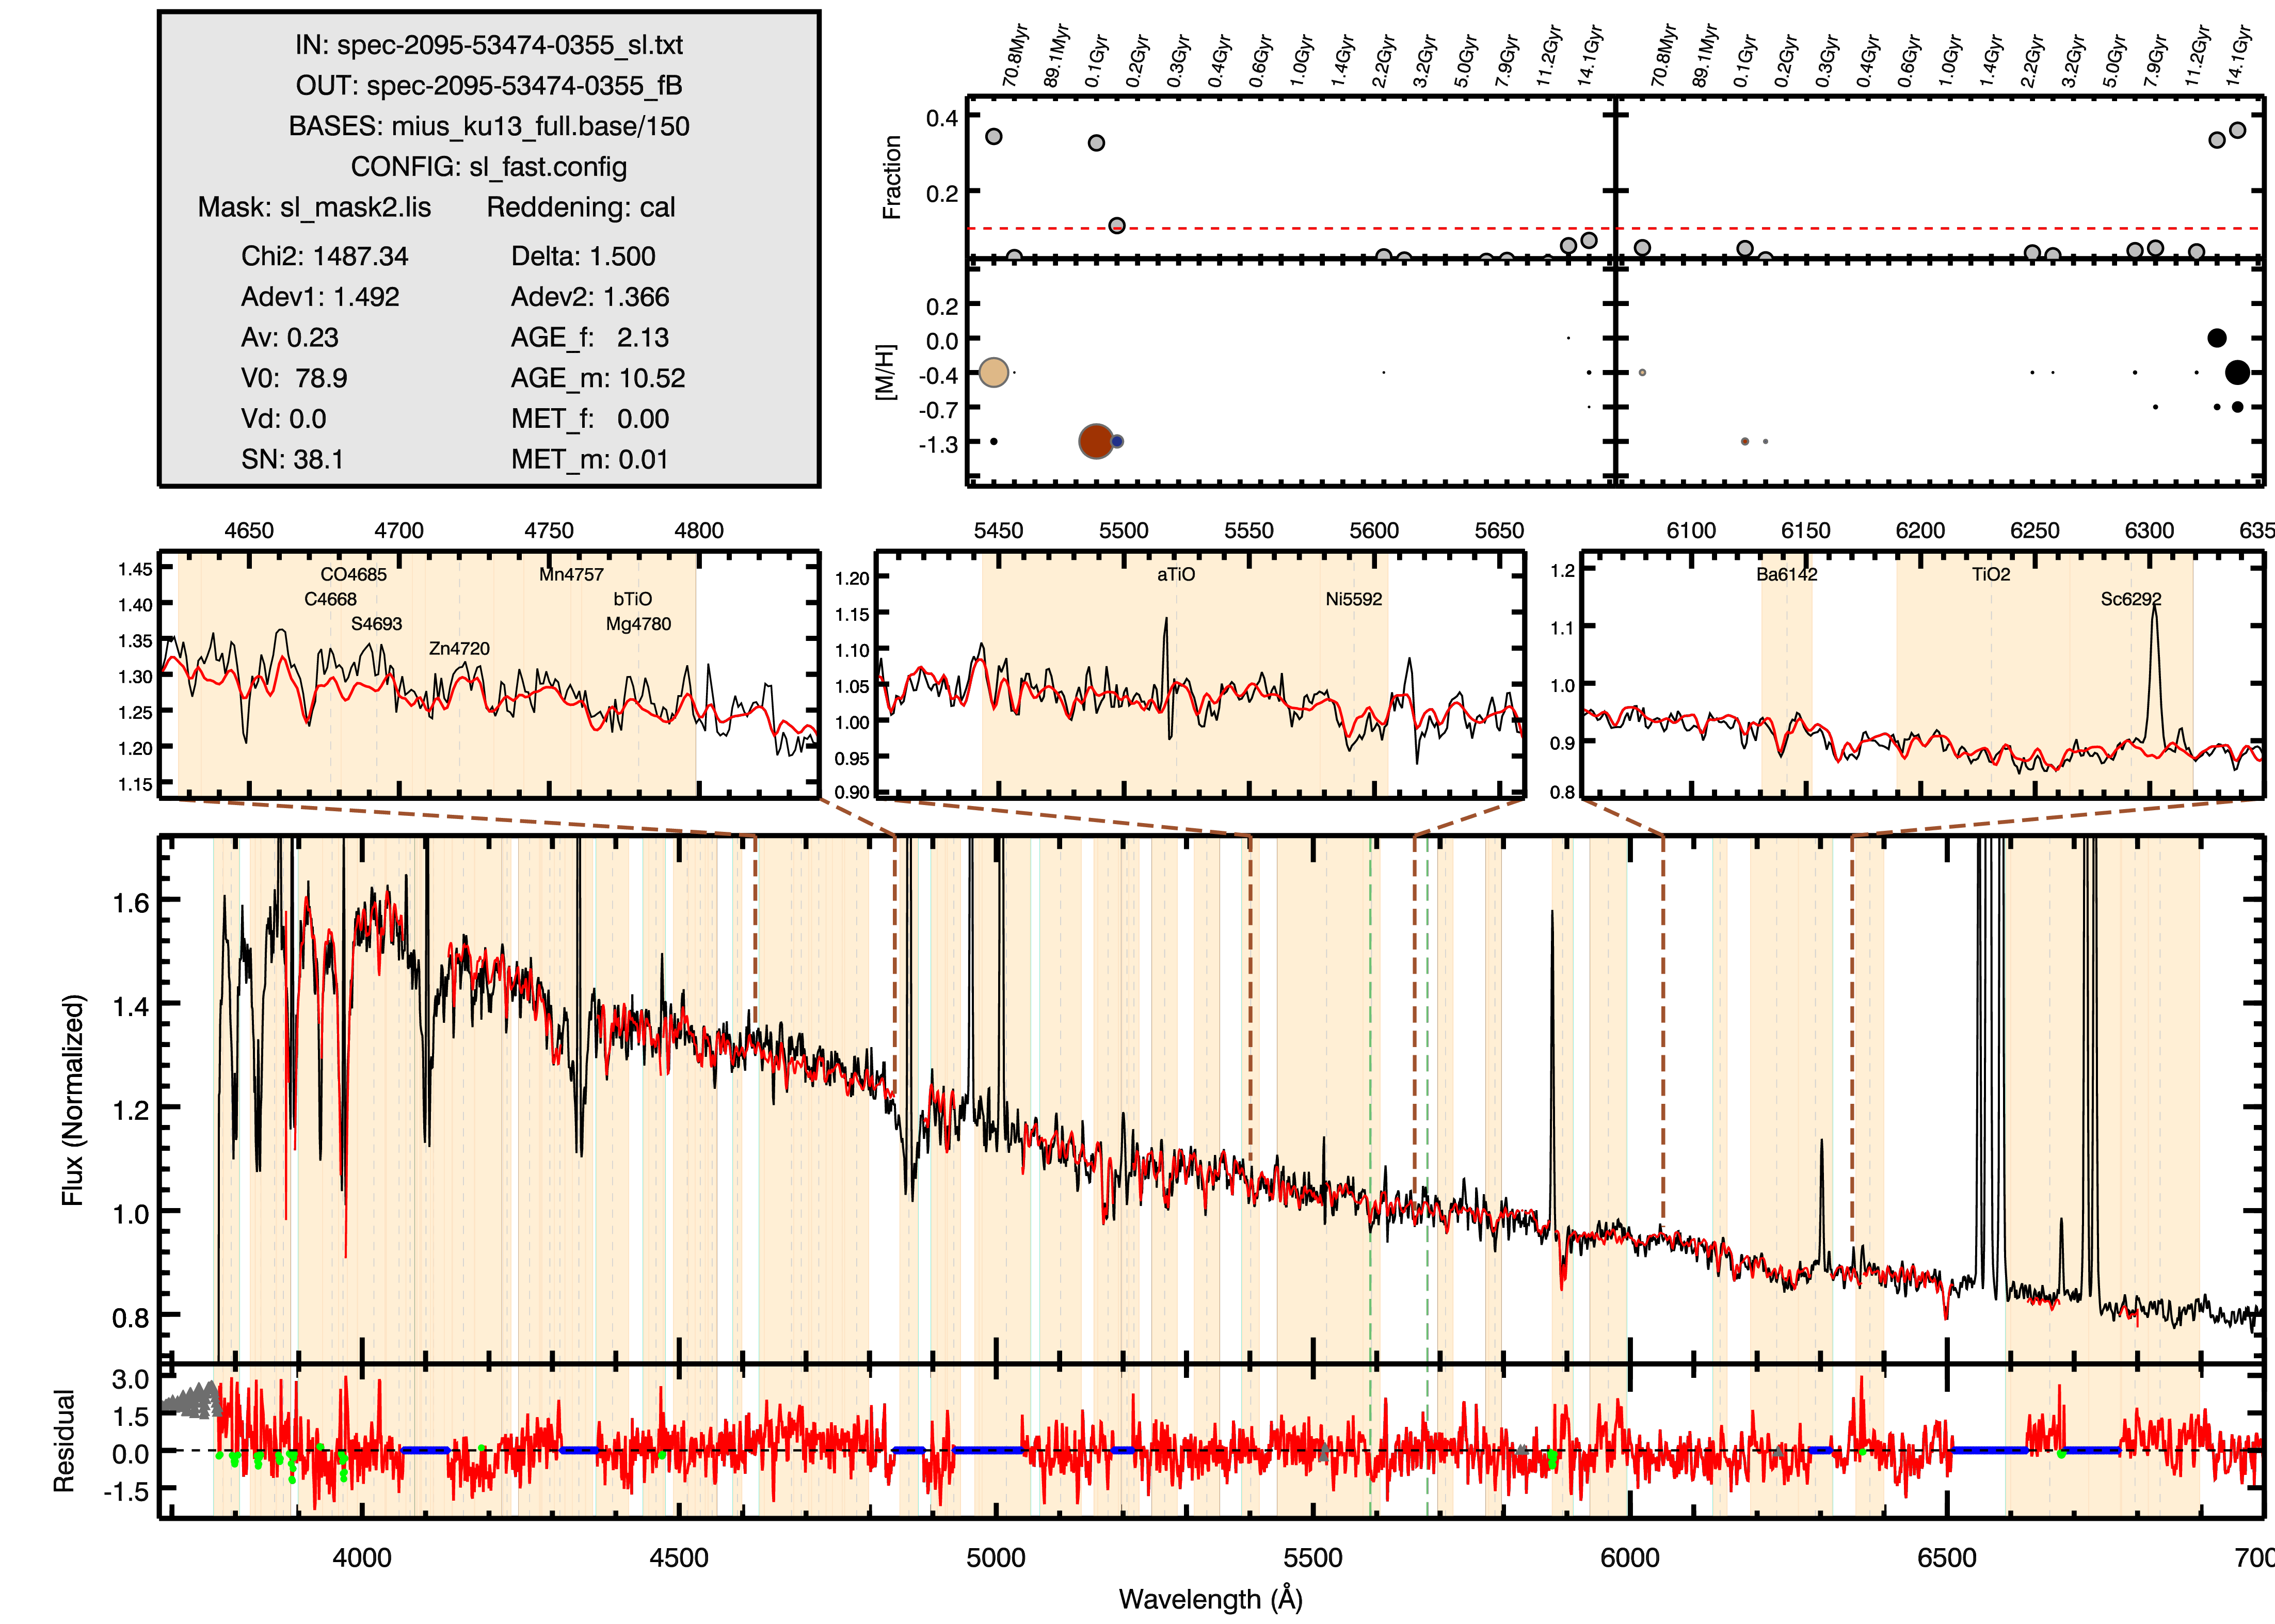 IN: spec-2095-53474-0355_sl.txt
OUT: spec-2095-53474-0355_fB
BASES: mius_ku13_full.base/150
CONFIG: sl_fast.config
Mask: sl_mask2.lis Reddening: cal
Chi2: 1487.34 Delta: 1.500
Adev1: 1.492 Adev2: 1.366
Av: 0.23 AGE_f: 2.13
V0: 78.9 AGE_m: 10.52
Vd: 0.0 MET_f: 0.00
SN: 38.1 MET_m: 0.01
70.8Myr 89.1Myr 0.1Gyr 0.2Gyr 0.3Gyr 0.4Gyr 0.6Gyr 1.0Gyr 1.4Gyr 2.2Gyr 3.2Gyr 5.0Gyr 7.9Gyr 11.2Gyr 14.1Gyr
70.8Myr 89.1Myr 0.1Gyr 0.2Gyr 0.3Gyr 0.4Gyr 0.6Gyr 1.0Gyr 1.4Gyr 2.2Gyr 3.2Gyr 5.0Gyr 7.9Gyr 11.2Gyr 14.1Gyr
Fraction
0.4
0.2
[M/H]
0.2
0.0
-0.4
-0.7
-1.3
4650 4700 4750 4800
1.45
1.40
1.35
1.30
1.25
1.20
1.15
CO4685 Mn4757
C4668 bTiO
S4693 Mg4780
Zn4720
5450 5500 5550 5600 5650
1.20
1.15
1.10
1.05
1.00
0.95
0.90
aTiO
Ni5592
6100 6150 6200 6250 6300 635
1.2
1.1
1.0
0.9
0.8
Ba6142 TiO2
Sc6292
Flux (Normalized)
1.6
1.4
1.2
1.0
0.8
Residual
3.0
1.5
0.0
-1.5
4000 4500 5000 5500 6000 6500 700
Wavelength (Å)